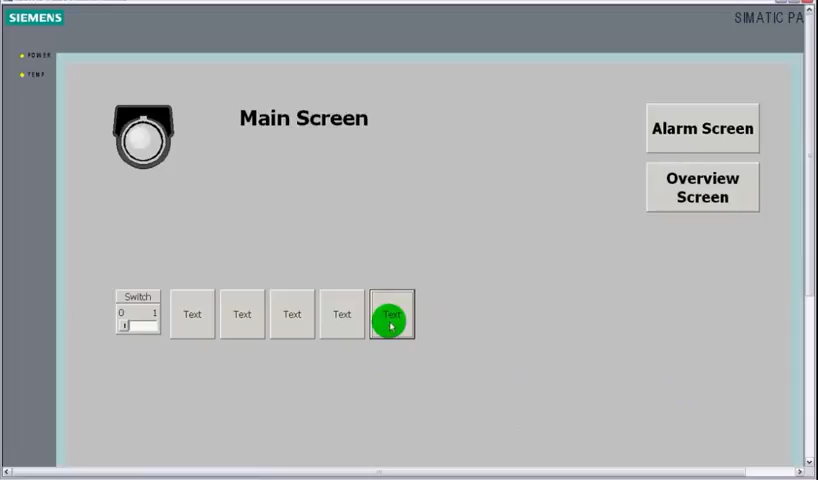 SIEMENS
SIMATIC PA
POWER
TEMP
Main Screen
Alarm Screen
Overview
Screen
Switch
0 1
Text Text Text Text Text